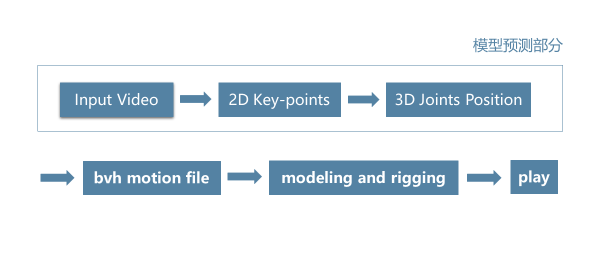 模型预测部分
Input Video
2D Key-points
3D Joints Position
bvh motion file
modeling and rigging
play